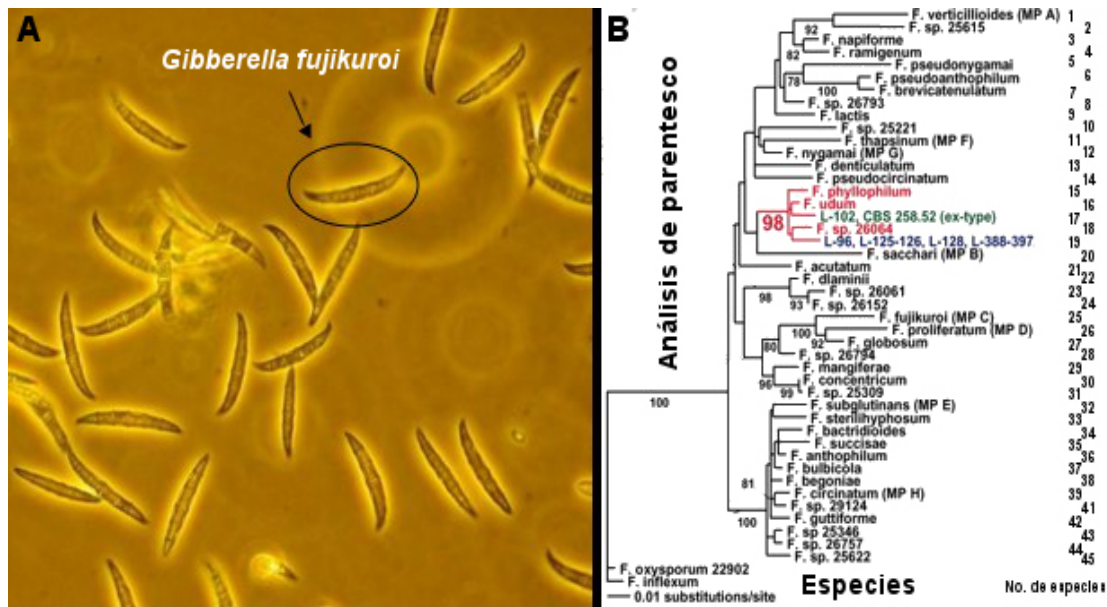 A
Gibberella fujikuroi
B
Análisis de parentesco
F. verticillioides (MP A) 1
92 F. sp. 25615 2
F. napiforme 3
82 F. ramigenum 4
F. pseudonygamai 5
78 F. pseudoanthophilum 6
100 F. brevicatenulatum 7
F. sp. 26793 8
F. lactis 9
F. sp. 25221 10
F. thapsinum (MP F) 11
F. nygamai (MP G) 12
F. denticulatum 13
F. pseudocircinatum 14
F. phyllophilum 15
F. udum 16
98 L-102, CBS 258.52 (ex-type) 17
F. sp. 26064 18
L-96, L-125-126, L-128, L-388-397 19
F. sacchari (MP B) 20
F. acutatum 21
F. dlaminii 22
98 F. sp. 26061 23
93 F. sp. 26152 24
F. fujikuroi (MP C) 25
100 F. proliferatum (MP D) 26
80 92 F. globosum 27
F. sp. 26794 28
F. mangiferae 29
96 F. concentricum 30
99 F. sp. 25309 31
100 F. subglutinans (MP E) 32
F. sterilihyphosum 33
F. bactridioides 34
F. succisae 35
F. anthophilum 36
F. bulbicola 37
81 F. begoniae 38
F. circinatum (MP H) 39
F. sp. 29124 41
100 F. guttiforme 42
F. sp 25346 43
F. sp. 26757 44
F. sp. 25622 45
F. oxysporum 22902
F. inflexum
0.01 substitutions/site
Especies
No. de especies